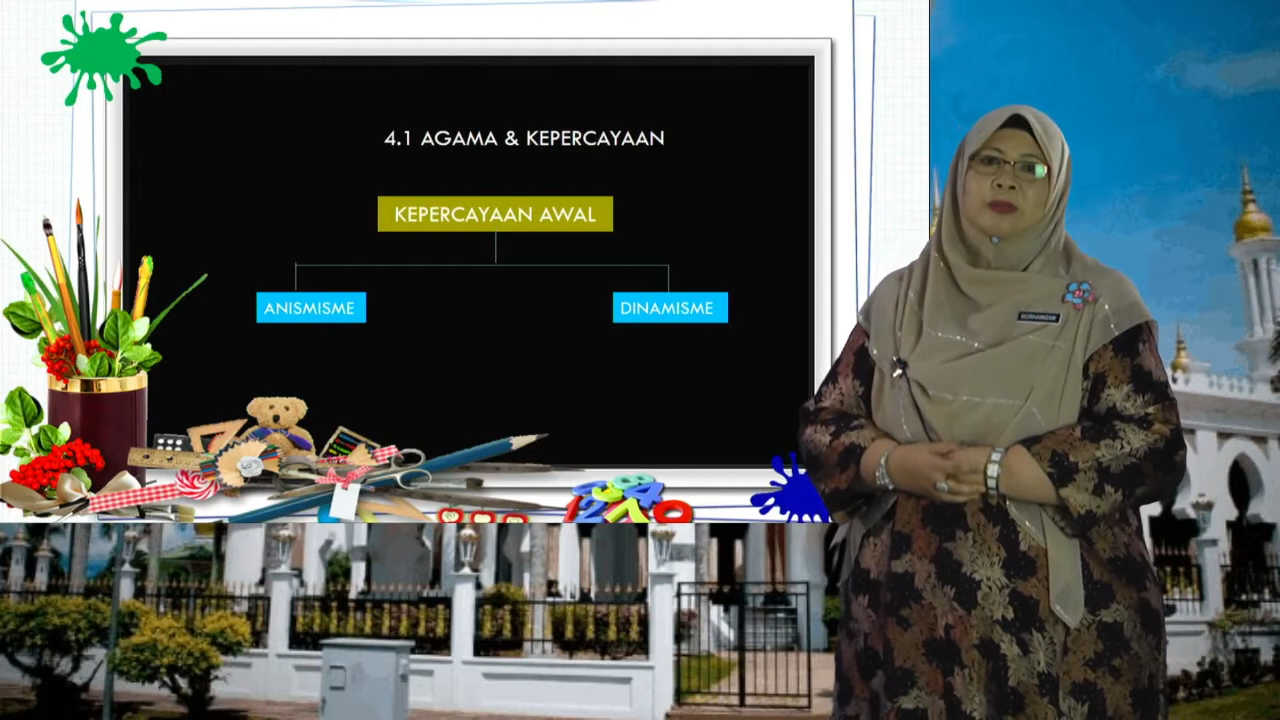 4.1 AGAMA & KEPERCAYAAN
KEPERCAYAAN AWAL
ANISMISME
DINAMISME